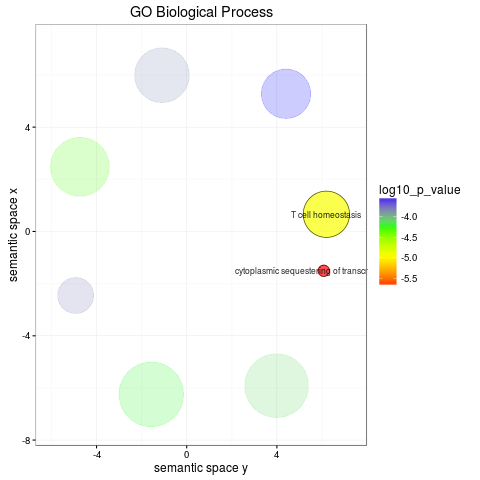 GO Biological Process
semantic space x
4
0
-4
-8
T cell homeostasis
cytoplasmic sequestering of transcr
-4
0
4
semantic space y
log10_p_value
-4.0
-4.5
-5.0
-5.5